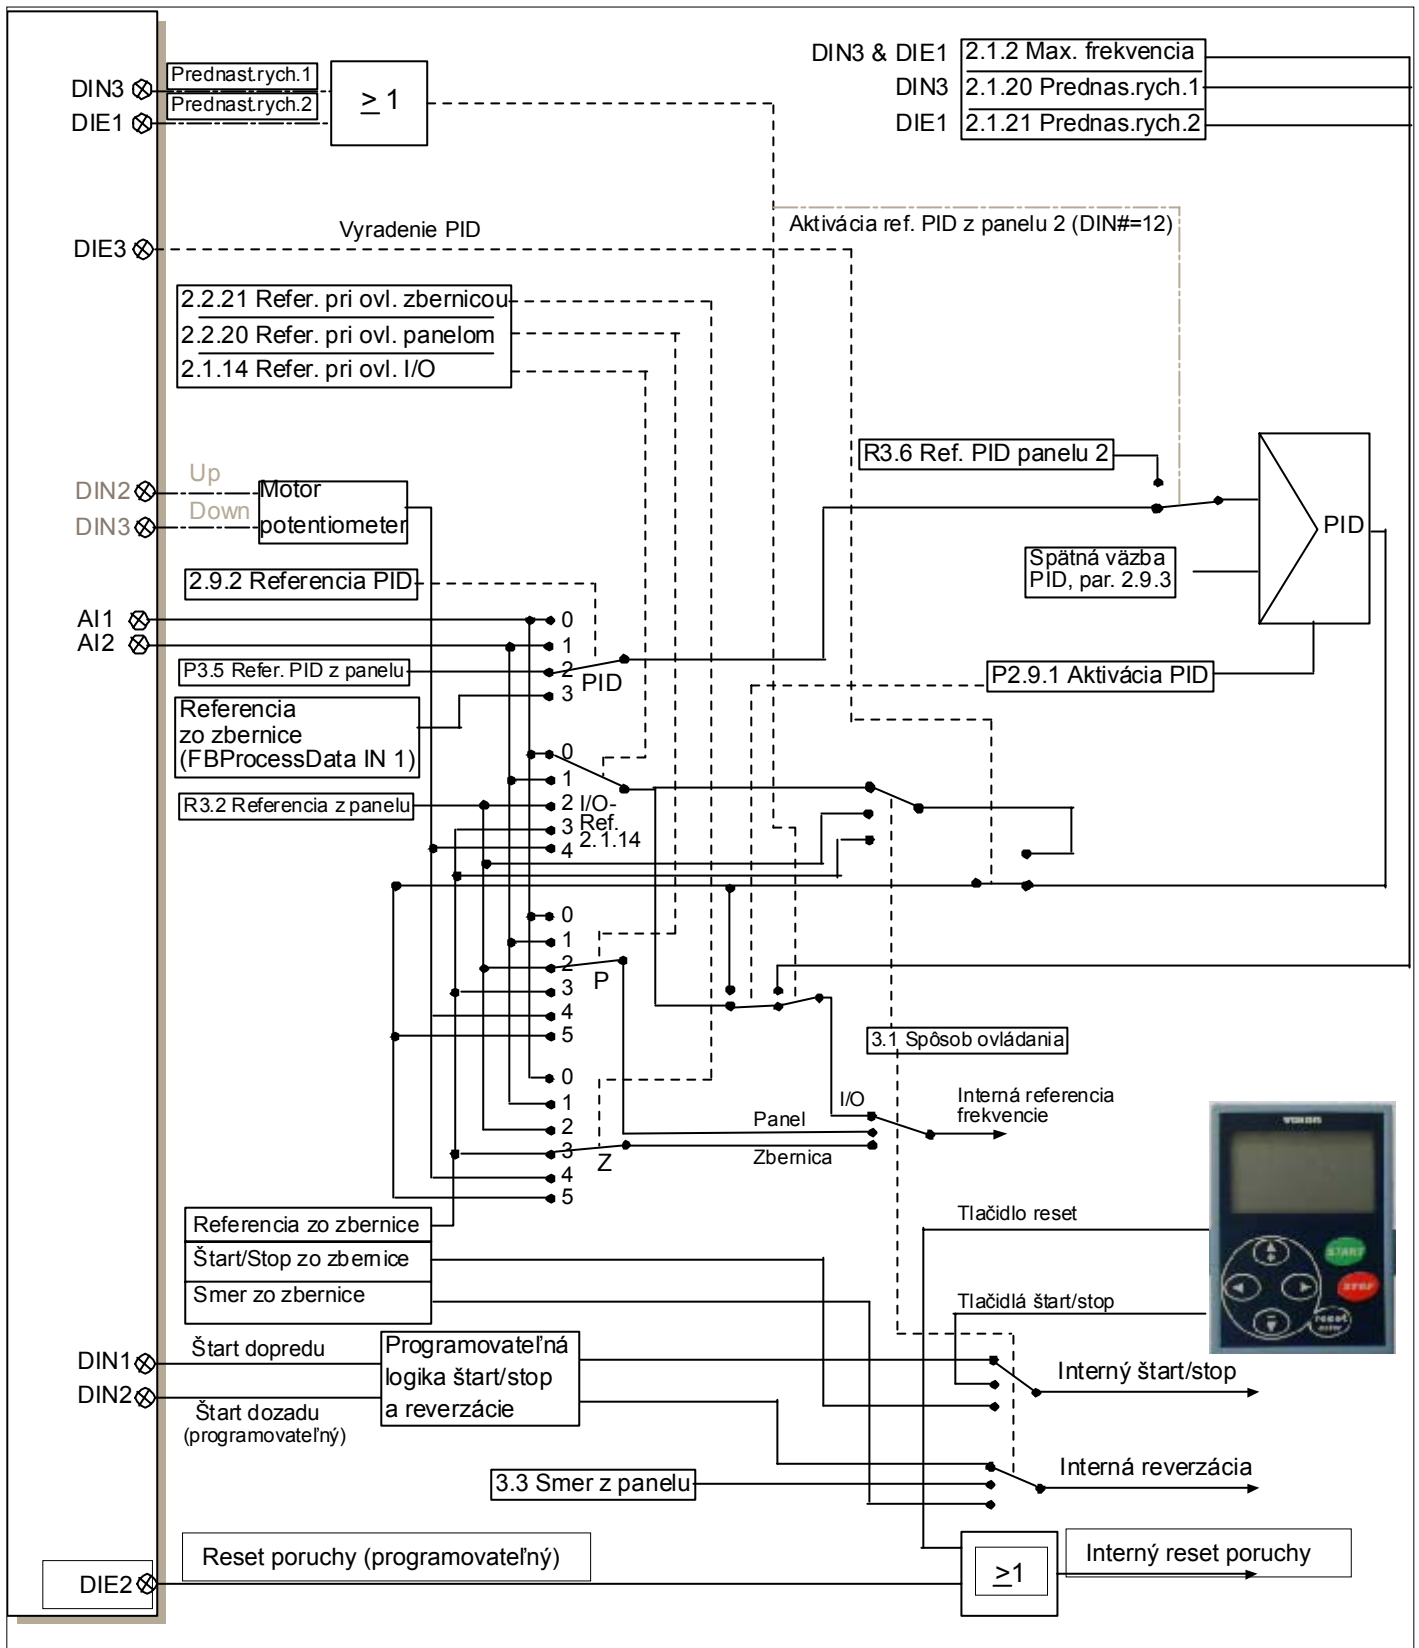 DIN3
Prednast.rych.1
Prednast.rych.2
DIE1
≥ 1
DIN3 & DIE1 2.1.2 Max. frekvencia
DIN3 2.1.20 Prednas.rych.1
DIE1 2.1.21 Prednas.rych.2
DIE3
Vyradenie PID
Aktivácia ref. PID z panelu 2 (DIN#=12)
2.2.21 Refer. pri ovl. zbernicou
2.2.20 Refer. pri ovl. panelom
2.1.14 Refer. pri ovl. I/O
R3.6 Ref. PID panelu 2
DIN2
Up
DIN3
Down
Motor
potentiometer
PID
Spätná väzba
PID, par. 2.9.3
2.9.2 Referencia PID
AI1
AI2
0
1
2
3
PID
P3.5 Refer. PID z panelu
P2.9.1 Aktivácia PID
Referencia
zo zbernice
(FBProcessData IN 1)
R3.2 Referencia z panelu
0
1
2
3
4
I/O-
Ref.
2.1.14
0
1
2
3
4
5
P
3.1 Spôsob ovládania
0
1
2
3
4
5
Z
I/O
Panel
Zbernica
Interná referencia
frekvencie
Referencia zo zbernice
Štart/Stop zo zbernice
Smer zo zbernice
Tlačidlo reset
Tlačidlá štart/stop
START
STOP
reset
DIN1
Štart dopredu
DIN2
Štart dozadu
(programovateľný)
Programovateľná
logika štart/stop
a reverzácie
Interný štart/stop
3.3 Smer z panelu
Interná reverzácia
DIE2
Reset poruchy (programovateľný)
≥1
Interný reset poruchy